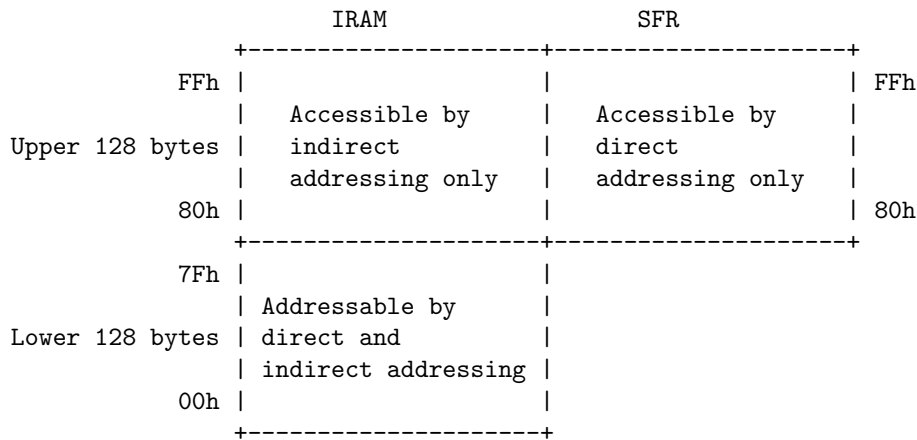 IRAM SFR
+----------------------+----------------------+
FFh | | | FFh
| Accessible by | Accessible by |
Upper 128 bytes | indirect | direct |
| addressing only | addressing only |
80h | | | 80h
+----------------------+----------------------+
7Fh | |
| Addressable by |
Lower 128 bytes | direct and |
| indirect addressing |
00h | |
+----------------------+